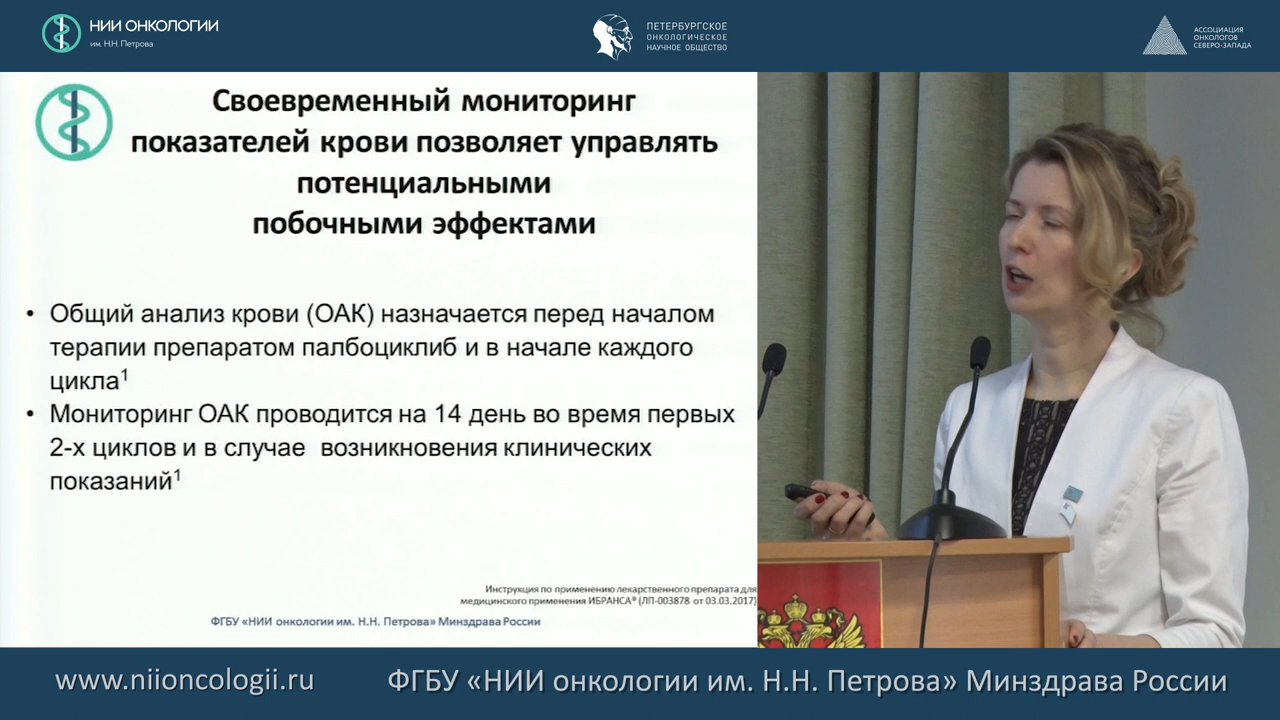 НИИ ОНКОЛОГИИ
им. Н.Н. Петрова
ПЕТЕРБУРГСКОЕ
ОНКОЛОГИЧЕСКОЕ
НАУЧНОЕ ОБЩЕСТВО
АССОЦИАЦИЯ
ОНКОЛОГОВ
СЕВЕРО-ЗАПАДА
Своевременный мониторинг
показателей крови позволяет управлять
потенциальными
побочными эффектами
• Общий анализ крови (ОАК) назначается перед началом
терапии препаратом палбоциклиб и в начале каждого
цикла¹
• Мониторинг ОАК проводится на 14 день во время первых
2-х циклов и в случае возникновения клинических
показаний¹
Инструкция по применению лекарственного препарата для
медицинского применения ИБРАНСА® (ЛП-003878 от 03.03.2017)
ФГБУ «НИИ онкологии им. Н.Н. Петрова» Минздрава России
www.niioncologii.ru
ФГБУ «НИИ онкологии им. Н.Н. Петрова» Минздрава России